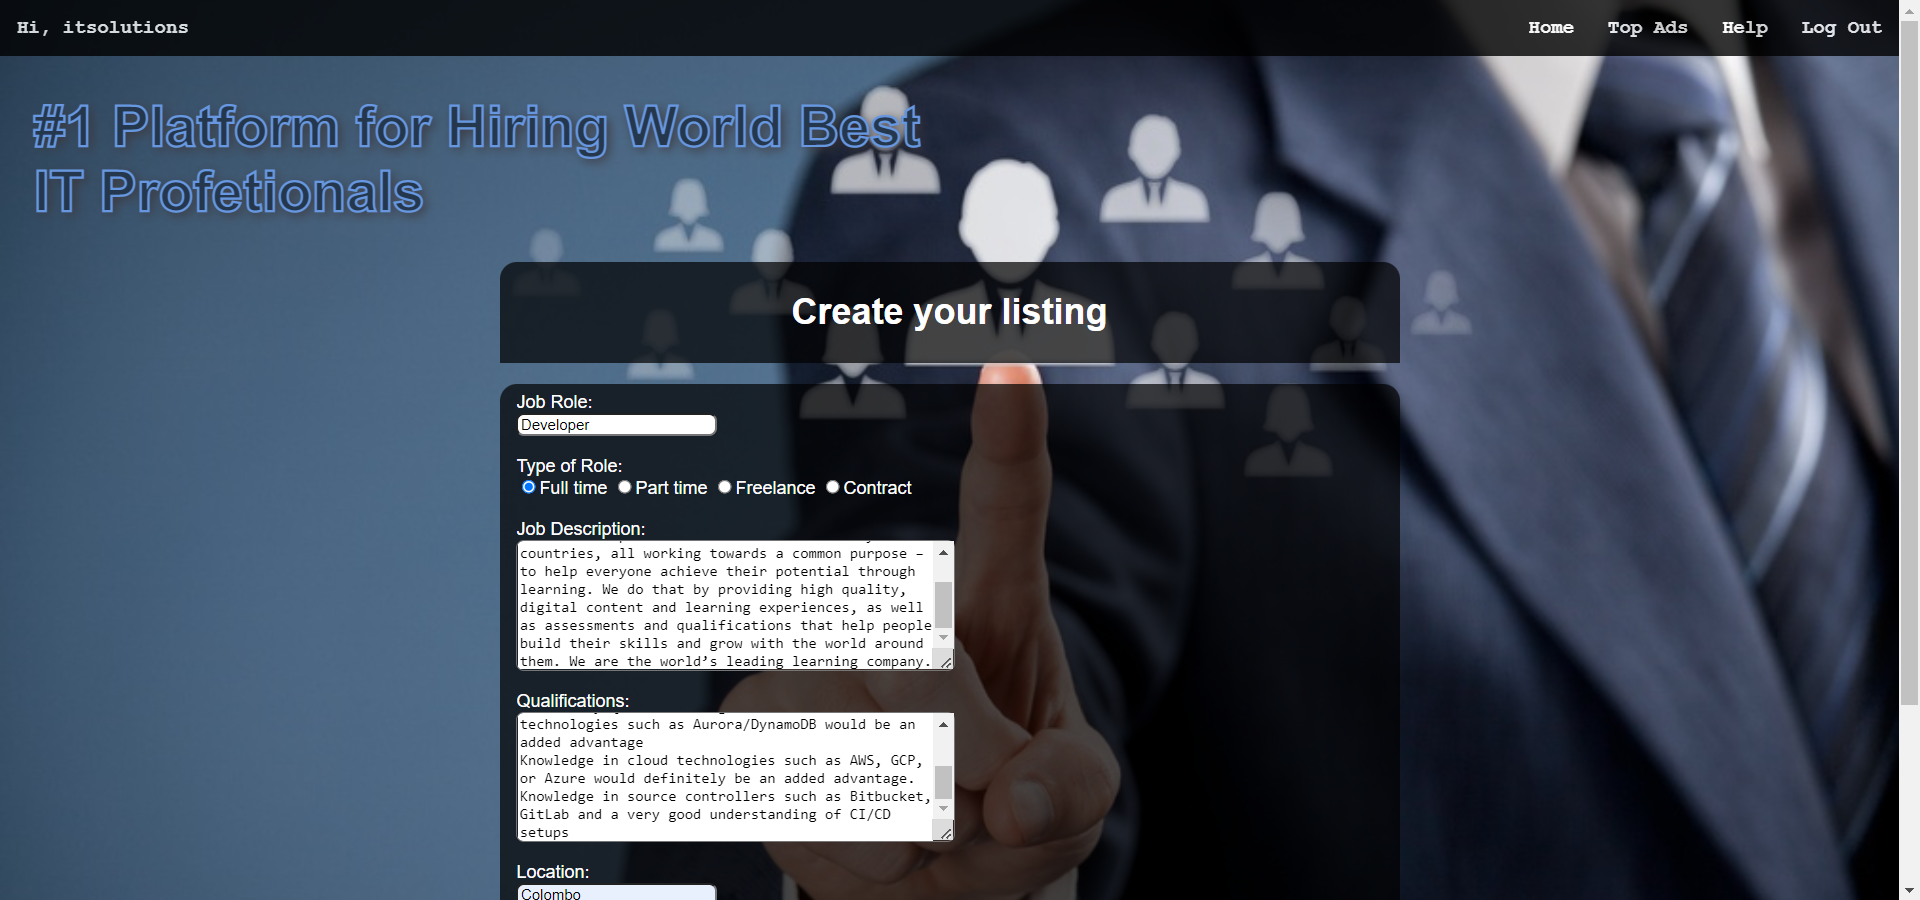 Hi, itsolutions
Home Top Ads Help Log Out
#1 Platform for Hiring World Best
IT Profetionals
Create your listing
Job Role:
Developer
Type of Role:
Full time Part time Freelance Contract
Job Description:
countries, all working towards a common purpose –
to help everyone achieve their potential through
learning. We do that by providing high quality,
digital content and learning experiences, as well
as assessments and qualifications that help people
build their skills and grow with the world around
them. We are the world’s leading learning company.
Qualifications:
technologies such as Aurora/DynamoDB would be an
added advantage
Knowledge in cloud technologies such as AWS, GCP,
or Azure would definitely be an added advantage.
Knowledge in source controllers such as Bitbucket,
GitLab and a very good understanding of CI/CD
setups
Location:
Colombo